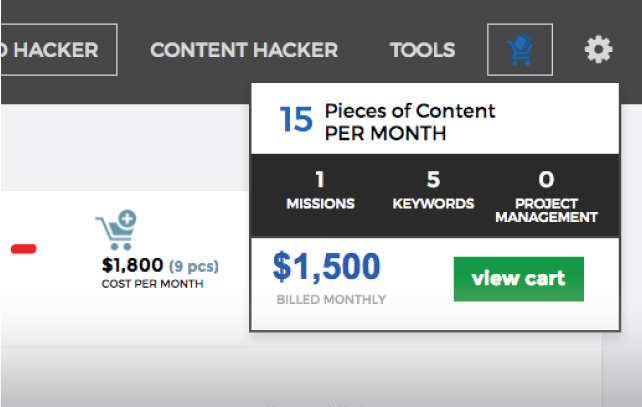 HACKER
CONTENT HACKER
TOOLS
15 Pieces of Content
PER MONTH
1
MISSIONS
5
KEYWORDS
0
PROJECT
MANAGEMENT
$1,800 (9 pcs)
COST PER MONTH
$1,500
BILLED MONTHLY
view cart